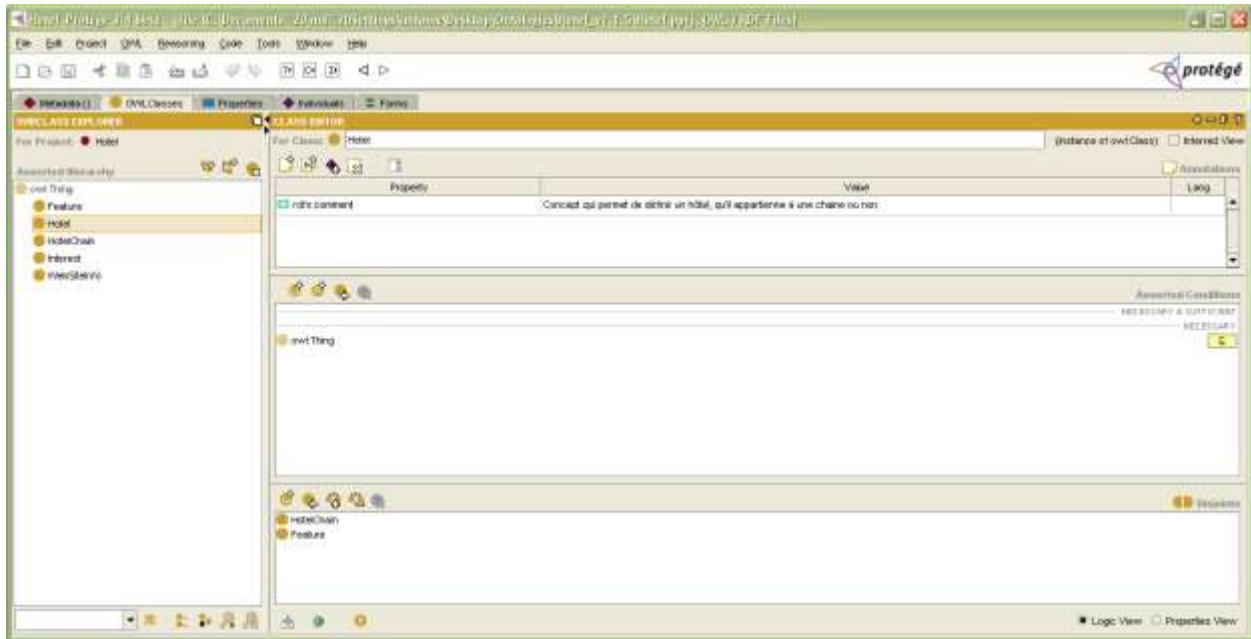 File Edit Project OWL Reasoning Code Tools Window Help
protégé
Metadata() OWLClasses Properties Individuals Forms
SUBCLASS EXPLORER
CLASS EDITOR
For Project: Hotel
For Class: Hotel
(instance of owl:Class) Inferred View
Asserted Hierarchy
Annotations
owl:Thing
Feature
Hotel
HotelChain
Interest
Property Value Lang
rdfs:comment Concept qui permet de définir un hôtel, qu'il appartienne à une chaine ou non
Asserted Conditions
NECESSARY & SUFFICIENT
NECESSARY
owl:Thing
Disjoints
HotelChain
Feature
Logic View Properties View